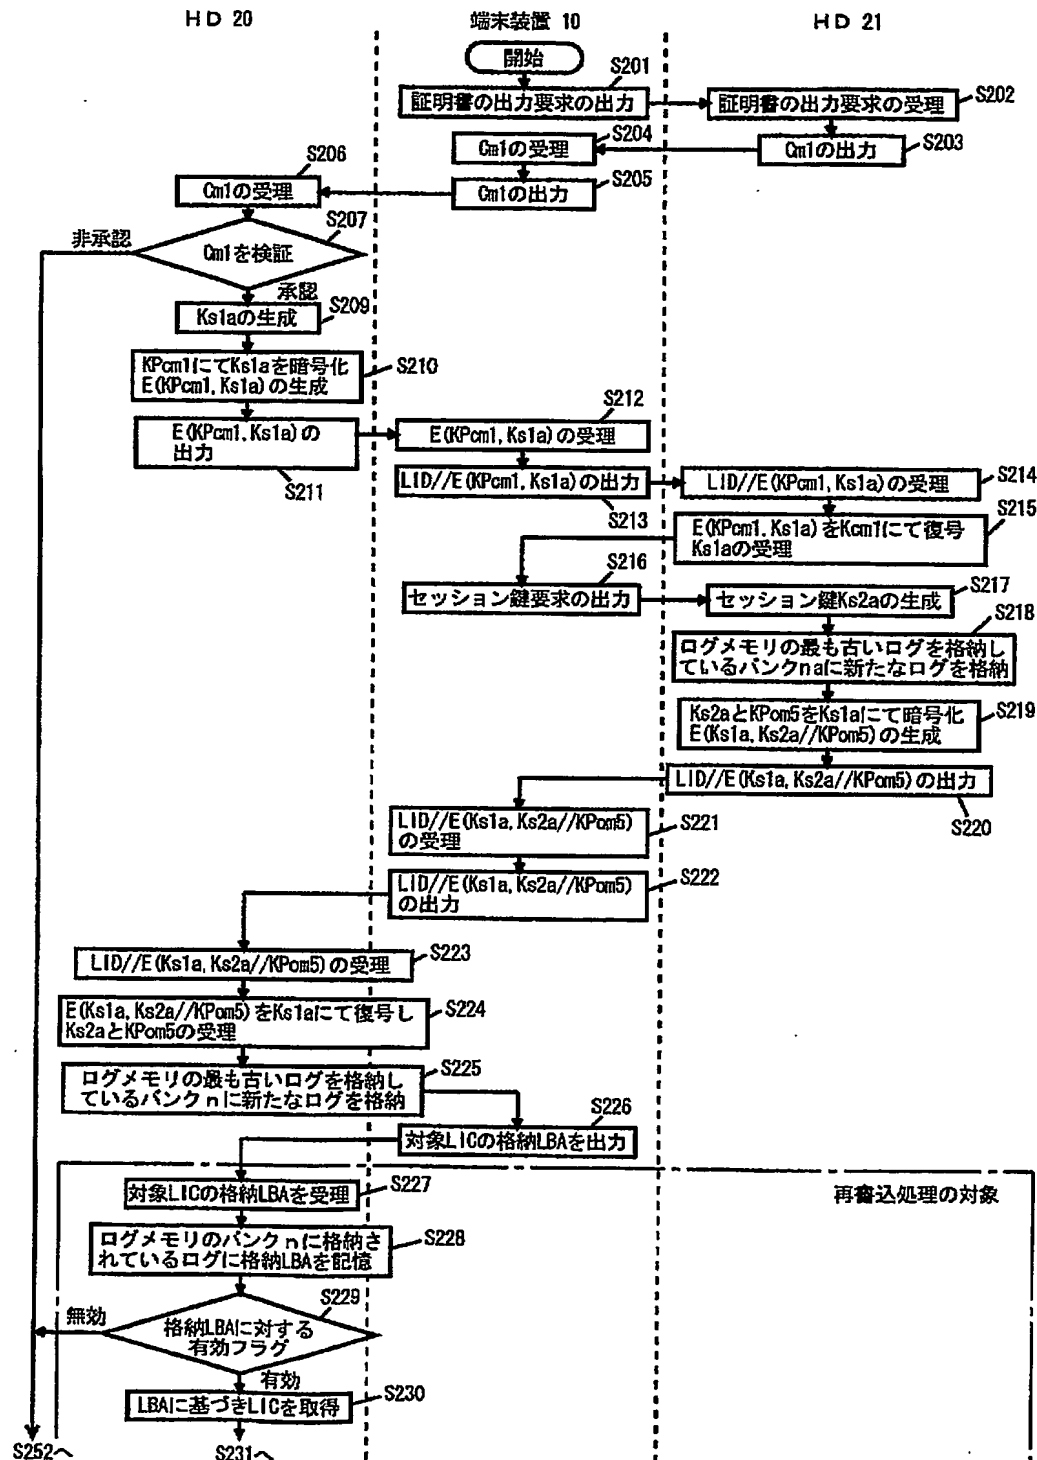 HD 20
端末装置 10
HD 21
開始
S201
証明書の出力要求の出力
証明書の出力要求の受理
S202
S204
Cm1の受理
Cm1の出力
S203
S206
Cm1の受理
Cm1の出力
S205
S207
非承認
Cm1を検証
承認
S209
Ks1aの生成
KPcm1にてKs1aを暗号化
E(KPcm1,Ks1a)の生成
S210
S212
E(KPcm1,Ks1a)の
出力
E(KPcm1,Ks1a)の受理
S211
LID//E(KPcm1,Ks1a)の出力
S213
LID//E(KPcm1,Ks1a)の受理
S214
S215
E(KPcm1,Ks1a)をKcm1にて復号
Ks1aの受理
S216
セッション鍵要求の出力
セッション鍵Ks2aの生成
S217
S218
ログメモリの最も古いログを格納し
ているバンクnaに新たなログを格納
Ks2aとKPom5をKs1aにて暗号化
E(Ks1a,Ks2a//KPom5)の生成
S219
LID//E(Ks1a,Ks2a//KPom5)の出力
S220
LID//E(Ks1a,Ks2a//KPom5)
の受理
S221
LID//E(Ks1a,Ks2a//KPom5)
の出力
S222
LID//E(Ks1a,Ks2a//KPom5)の受理
S223
E(Ks1a,Ks2a//KPom5)をKs1aにて復号し
Ks2aとKPom5の受理
S224
S225
ログメモリの最も古いログを格納し
ているバンクnに新たなログを格納
S226
対象LICの格納LBAを出力
対象LICの格納LBAを受理
S227
再書込処理の対象
ログメモリのバンクnに格納さ
れているログに格納LBAを記憶
S228
S229
無効
格納LBAに対する
有効フラグ
有効
S230
LBAに基づきLICを取得
S252へ
S231へ